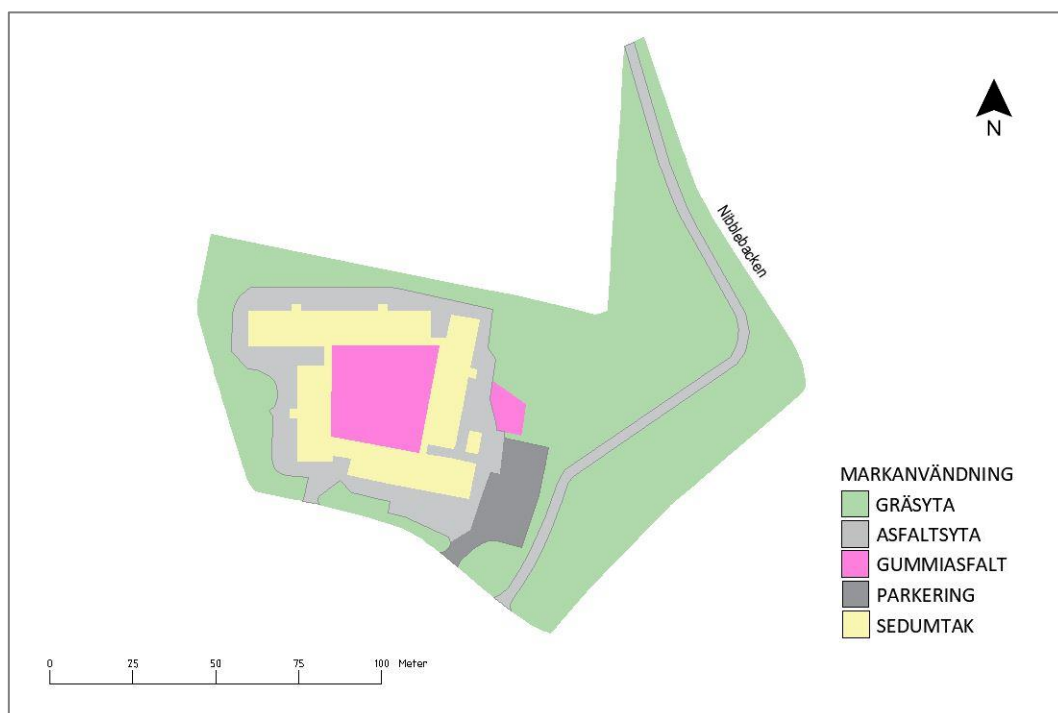 N
Nibblebacken
MARKANVÄNDNING
GRÄSYTA
ASFALTSYTA
GUMMIASFALT
PARKERING
SEDUMTAK
0 25 50 75 100 Meter